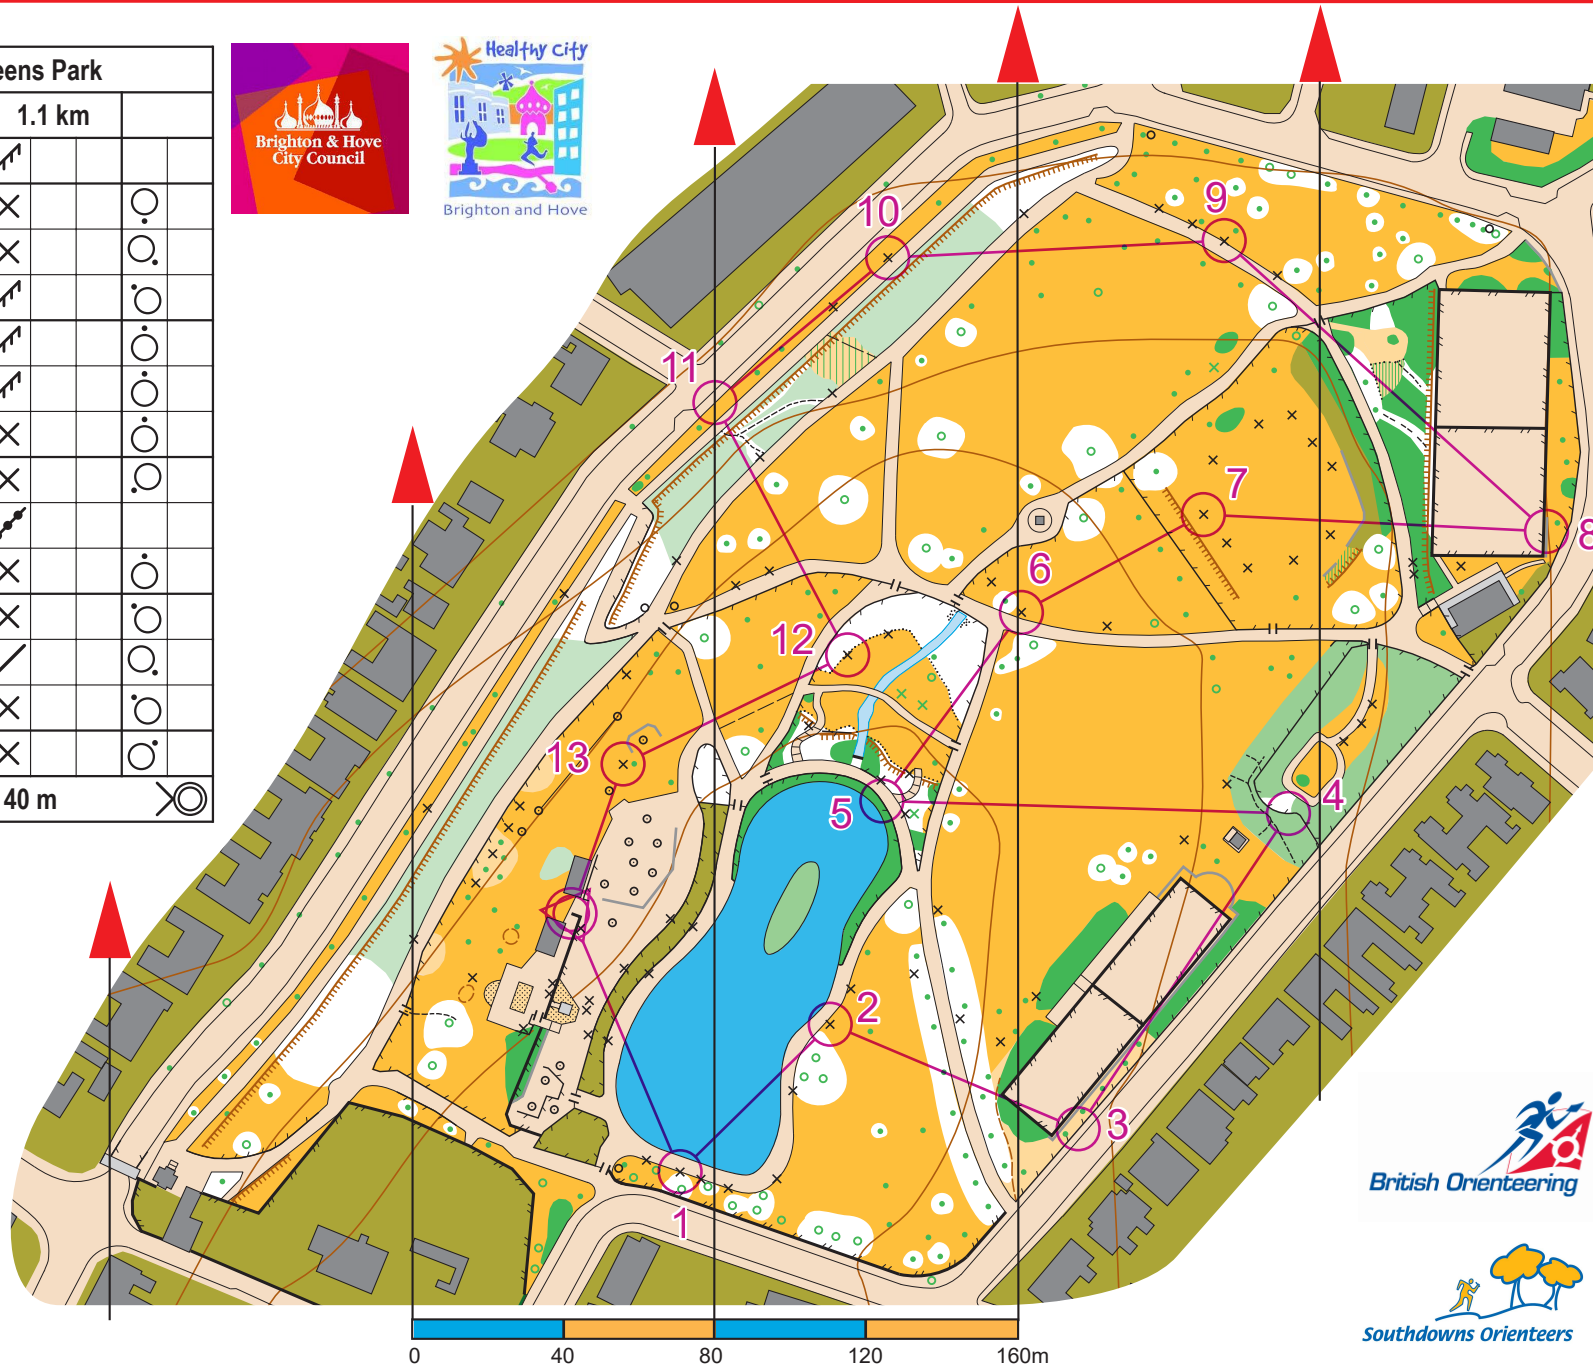 eens Park
1.1 km
40 m
Brighton & Hove
City Council
Healthy City
Brighton and Hove
10
9
11
7
8
6
12
13
5
4
2
3
1
British Orienteering
Southdowns Orienteers
0 40 80 120 160m